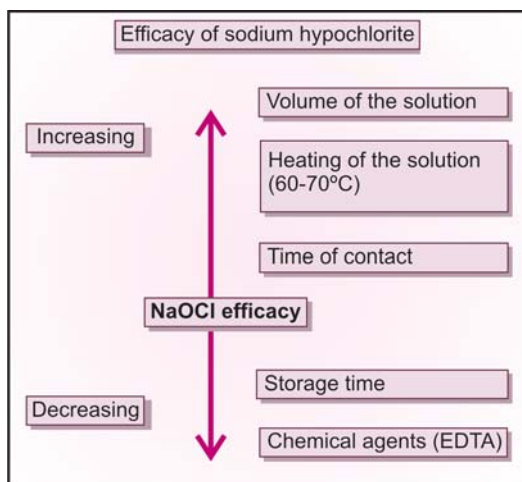 Efficacy of sodium hypochlorite
Volume of the solution
Increasing
Heating of the solution
(60-70ºC)
Time of contact
NaOCl efficacy
Storage time
Decreasing
Chemical agents (EDTA)